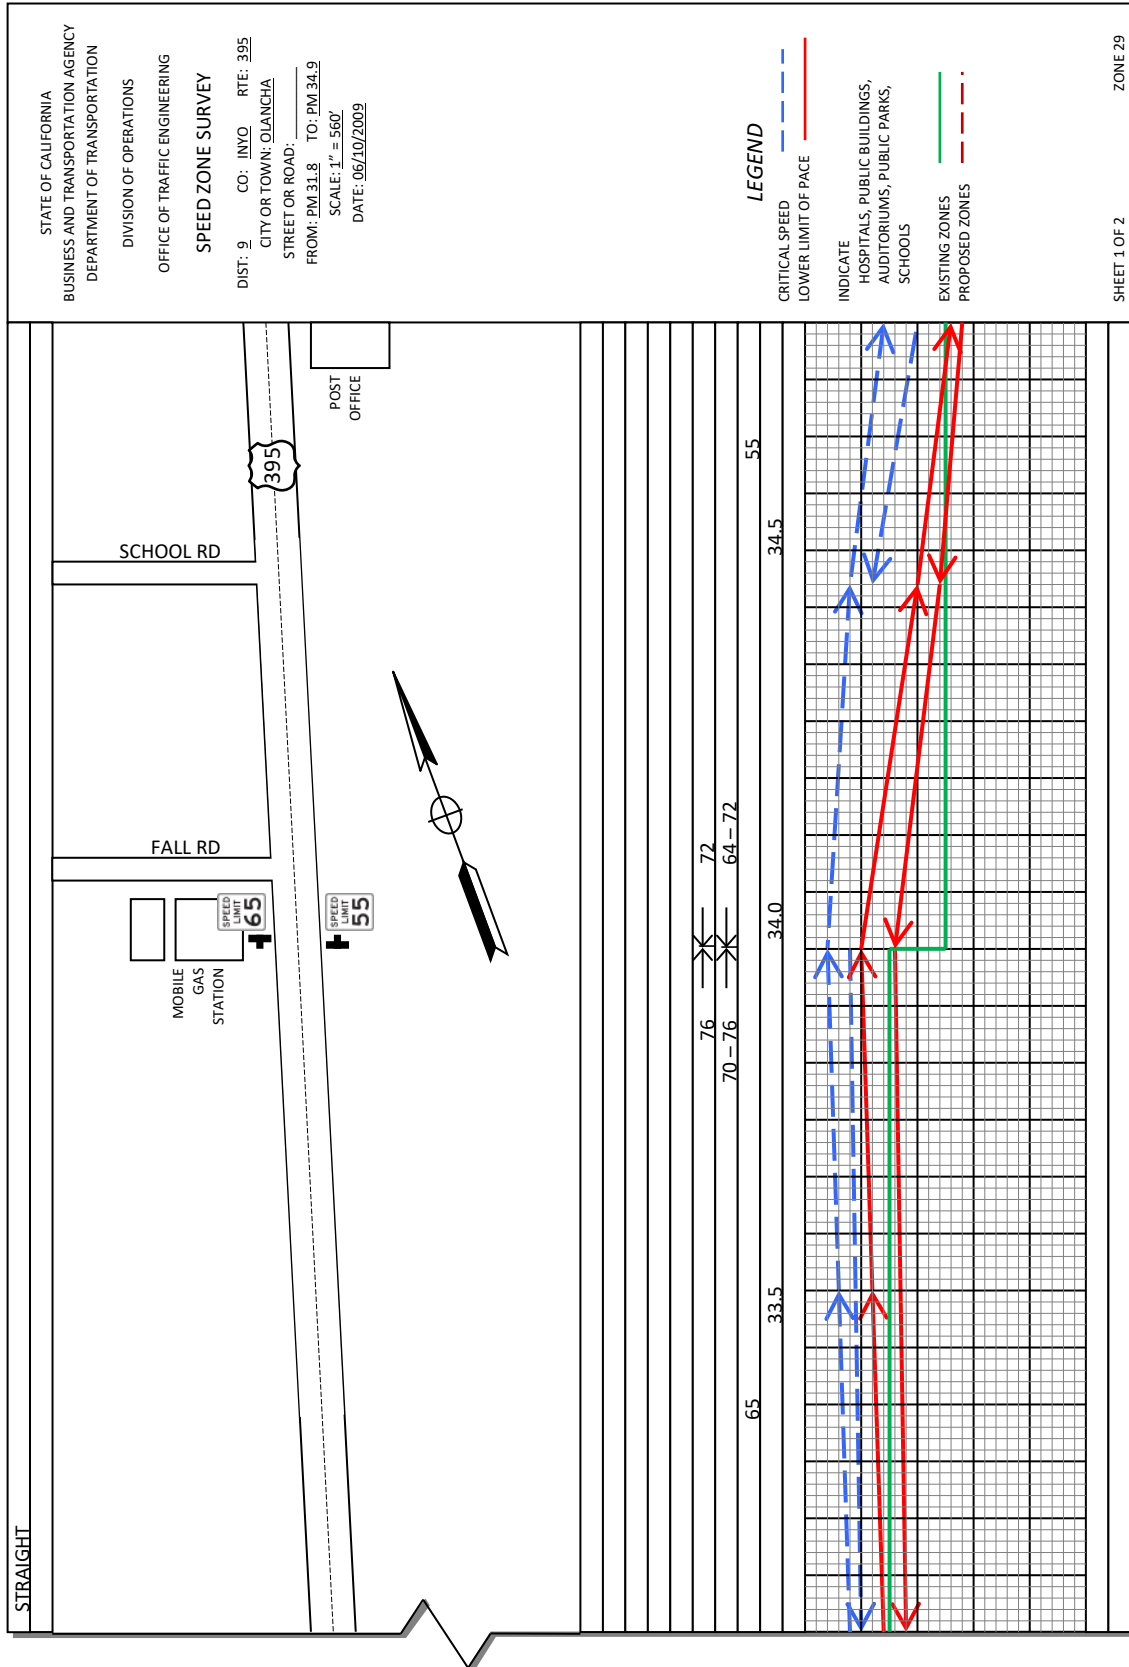 STATE OF CALIFORNIA
BUSINESS AND TRANSPORTATION AGENCY
DEPARTMENT OF TRANSPORTATION
DIVISION OF OPERATIONS
OFFICE OF TRAFFIC ENGINEERING
SPEED ZONE SURVEY
DIST: 9 CO: INYO RTE: 395
CITY OR TOWN: OLANCHA
STREET OR ROAD:
FROM: PM 31.8 TO: PM 34.9
SCALE: 1" = 560'
DATE: 06/10/2009
LEGEND
CRITICAL SPEED
LOWER LIMIT OF PACE
INDICATE
HOSPITALS, PUBLIC BUILDINGS,
AUDITORIUMS, PUBLIC PARKS,
SCHOOLS
EXISTING ZONES
PROPOSED ZONES
SHEET 1 OF 2 ZONE 29
STRAIGHT
MOBILE
GAS
STATION
SPEED
LIMIT
65
SPEED
LIMIT
55
FALL RD
SCHOOL RD
395
POST
OFFICE
76 72
70 – 76 64 – 72
65 55
33.5 34.0 34.5